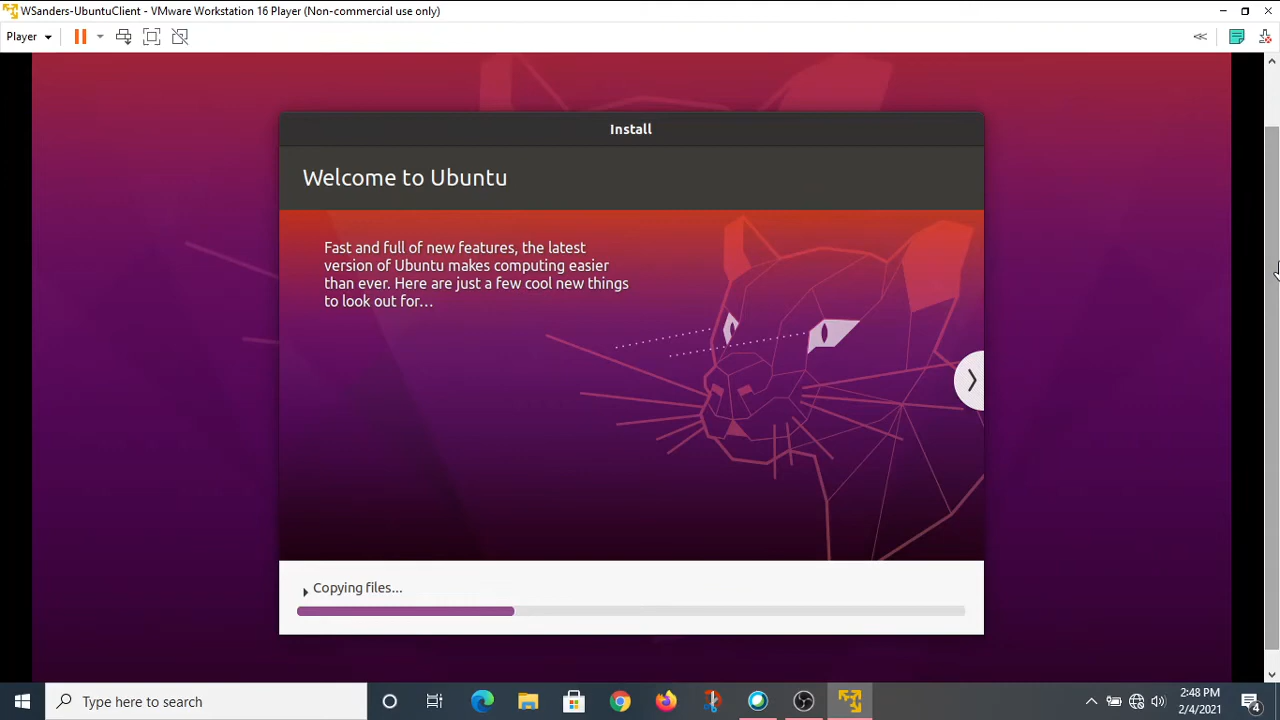 WSanders-UbuntuClient - VMware Workstation 16 Player (Non-commercial use only)
Player
Install
Welcome to Ubuntu
Fast and full of new features, the latest
version of Ubuntu makes computing easier
than ever. Here are just a few cool new things
to look out for…
Copying files...
Type here to search
2:48 PM
2/4/2021
4